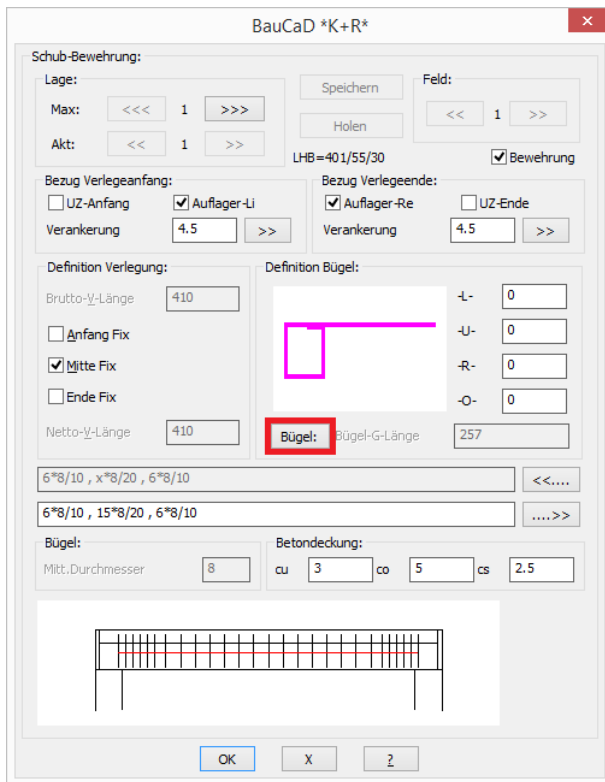 BauCaD *K+R*
Schub-Bewehrung:
Lage:
Max: <<< 1 >>>
Akt: << 1 >>
Speichern
Holen
Feld:
<< 1 >>
LHB=401/55/30
Bewehrung
Bezug Verlegeanfang:
UZ-Anfang Auflager-Li
Verankerung 4.5 >>
Bezug Verlegeende:
Auflager-Re UZ-Ende
Verankerung 4.5 >>
Definition Verlegung:
Brutto-V-Länge 410
Anfang Fix
Mitte Fix
Ende Fix
Netto-V-Länge 410
Definition Bügel:
-L- 0
-U- 0
-R- 0
-O- 0
Bügel: Bügel-G-Länge 257
6*8/10 , x*8/20 , 6*8/10 <<....
6*8/10 , 15*8/20 , 6*8/10 ....>>
Bügel:
Mitt.Durchmesser 8
Betondeckung:
cu 3 co 5 cs 2.5
OK X ?